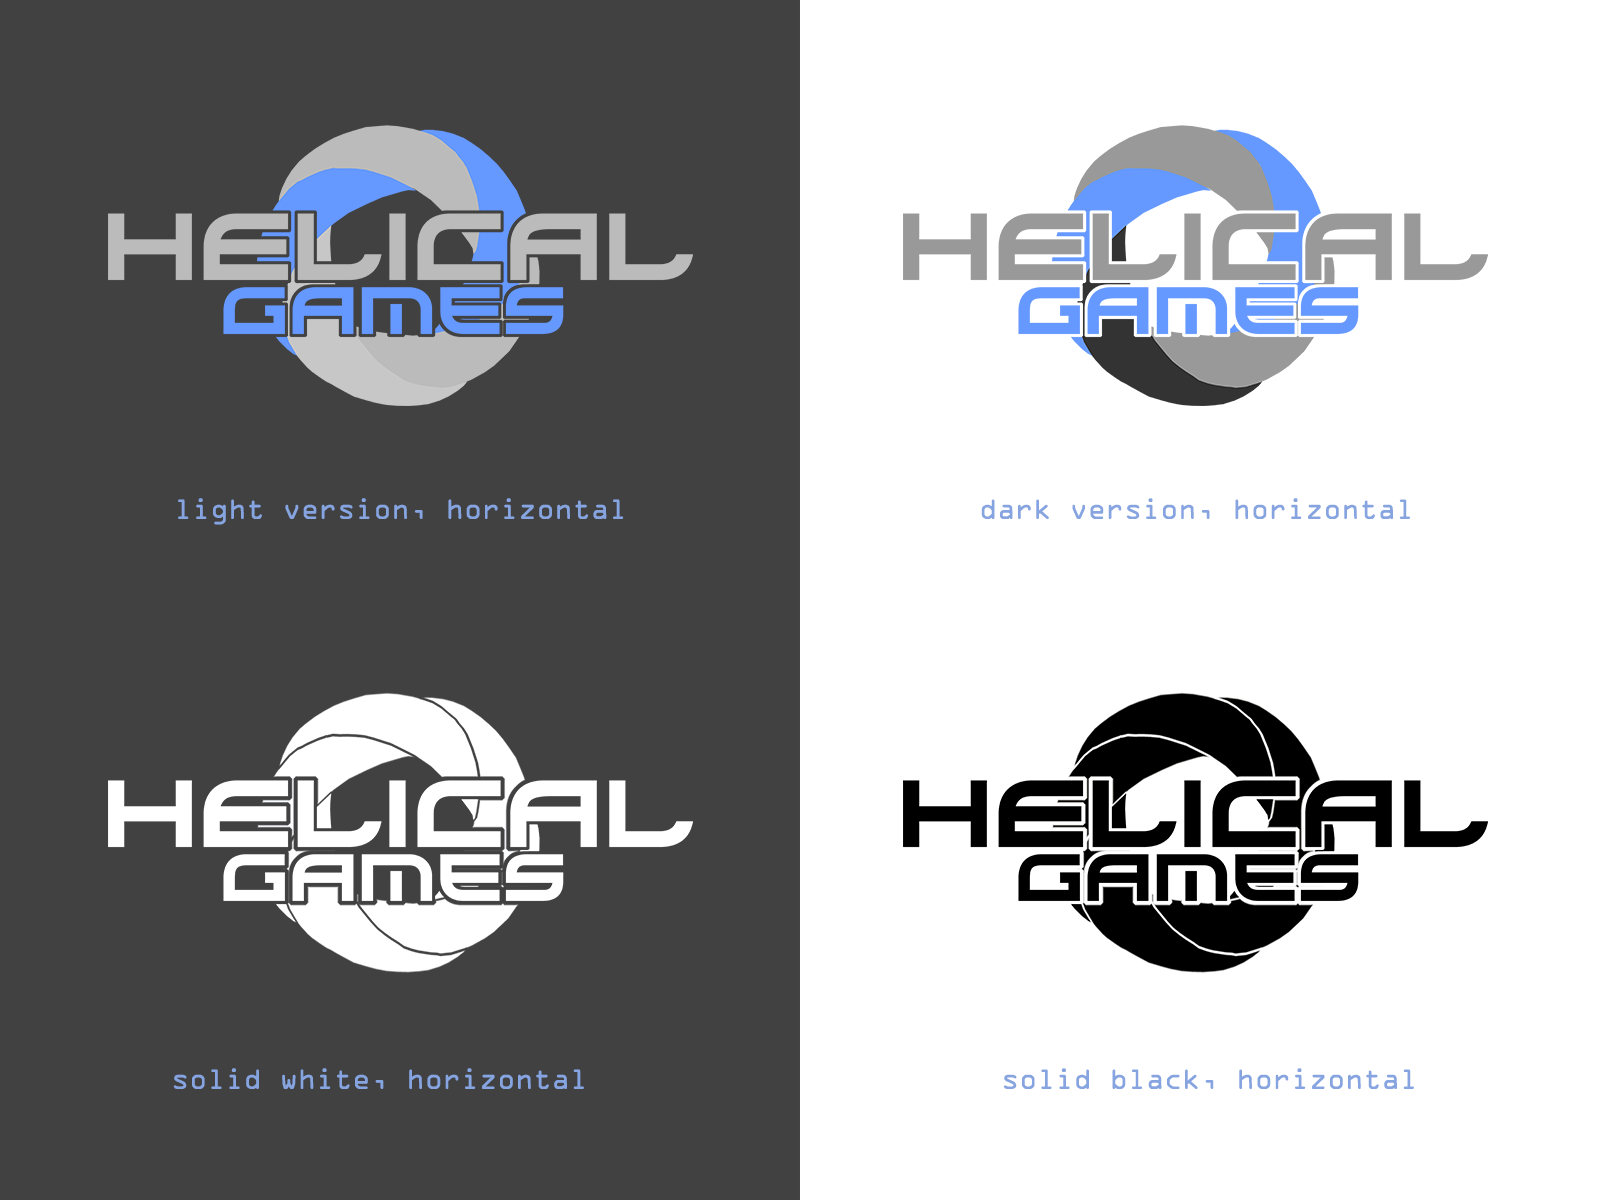 HELICAL
GAMES
light version, horizontal
HELICAL
GAMES
dark version, horizontal
HELICAL
GAMES
solid white, horizontal
HELICAL
GAMES
solid black, horizontal